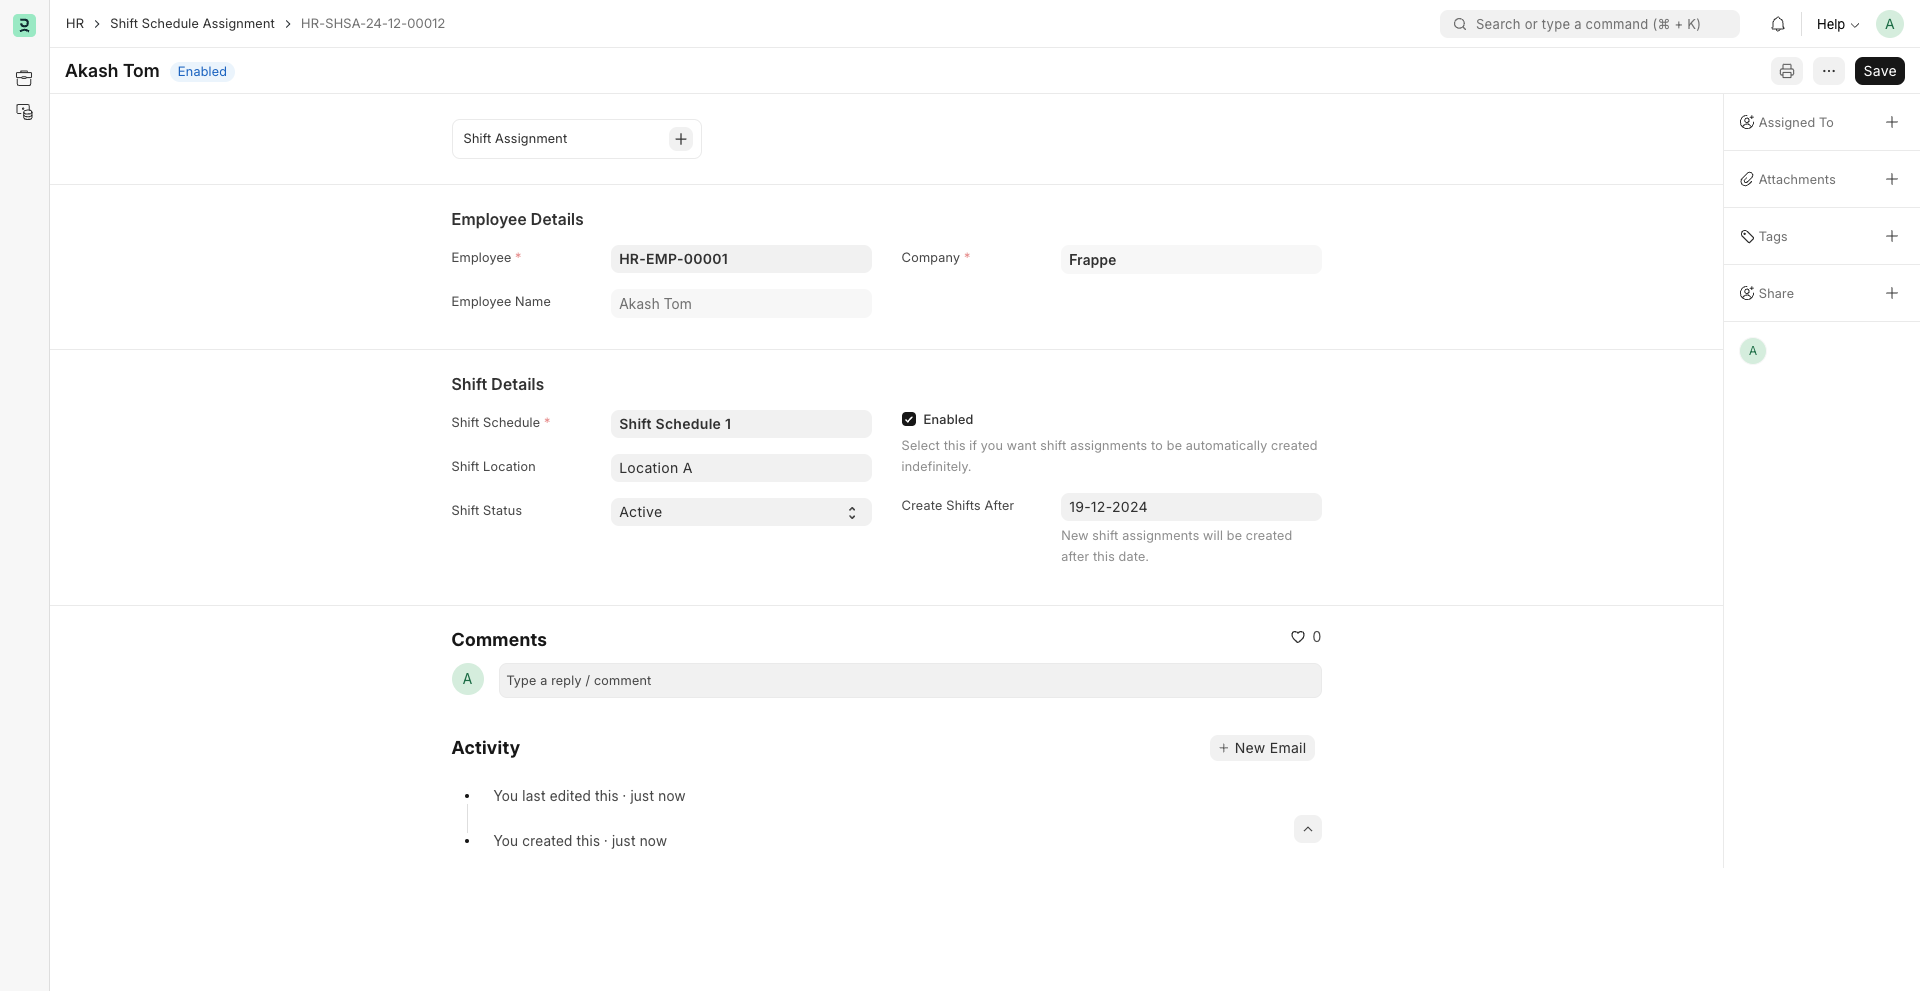 HR > Shift Schedule Assignment > HR-SHSA-24-12-00012
Search or type a command (⌘ + K)
Help
A
Akash Tom
Enabled
...
Save
Shift Assignment
Assigned To
Attachments
Tags
Share
A
Employee Details
Employee *
HR-EMP-00001
Company *
Frappe
Employee Name
Akash Tom
Shift Details
Shift Schedule *
Shift Schedule 1
Shift Location
Location A
Shift Status
Active
Enabled
Select this if you want shift assignments to be automatically created
indefinitely.
Create Shifts After
19-12-2024
New shift assignments will be created
after this date.
Comments
0
A
Type a reply / comment
Activity
+ New Email
You last edited this · just now
You created this · just now